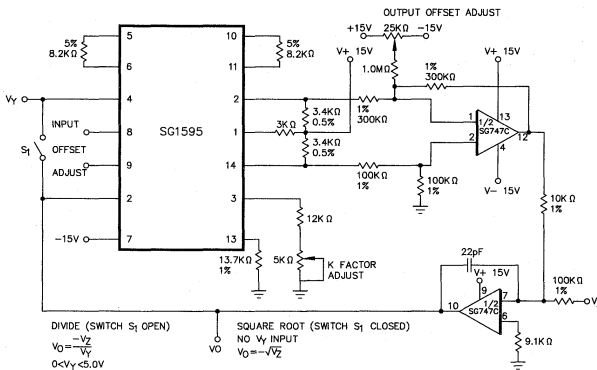 OUTPUT OFFSET ADJUST
+15V 25KΩ -15V
V+ 15V
1.0MΩ
1%
300KΩ
V+ 15V
5%
8.2KΩ
5
6
10
11
5%
8.2KΩ
VY
4
INPUT
8
S1
OFFSET
ADJUST
9
2
-15V
7
SG1595
2
1
14
3
13
3KΩ
3.4KΩ
0.5%
3.4KΩ
0.5%
1%
300KΩ
100KΩ
1%
100KΩ
1%
1
2
1/2
SG747C
13
12
4
V- 15V
12KΩ
5KΩ
K FACTOR
ADJUST
13.7KΩ
1%
10KΩ
1%
22pF
V+ 15V
9
10
1/2
SG747C
7
6
100KΩ
1%
9.1KΩ
DIVIDE (SWITCH S1 OPEN)
VO = -VZ/VY
0<VY<5.0V
VO
SQUARE ROOT (SWITCH S1 CLOSED)
NO VY INPUT
VO=-√VZ